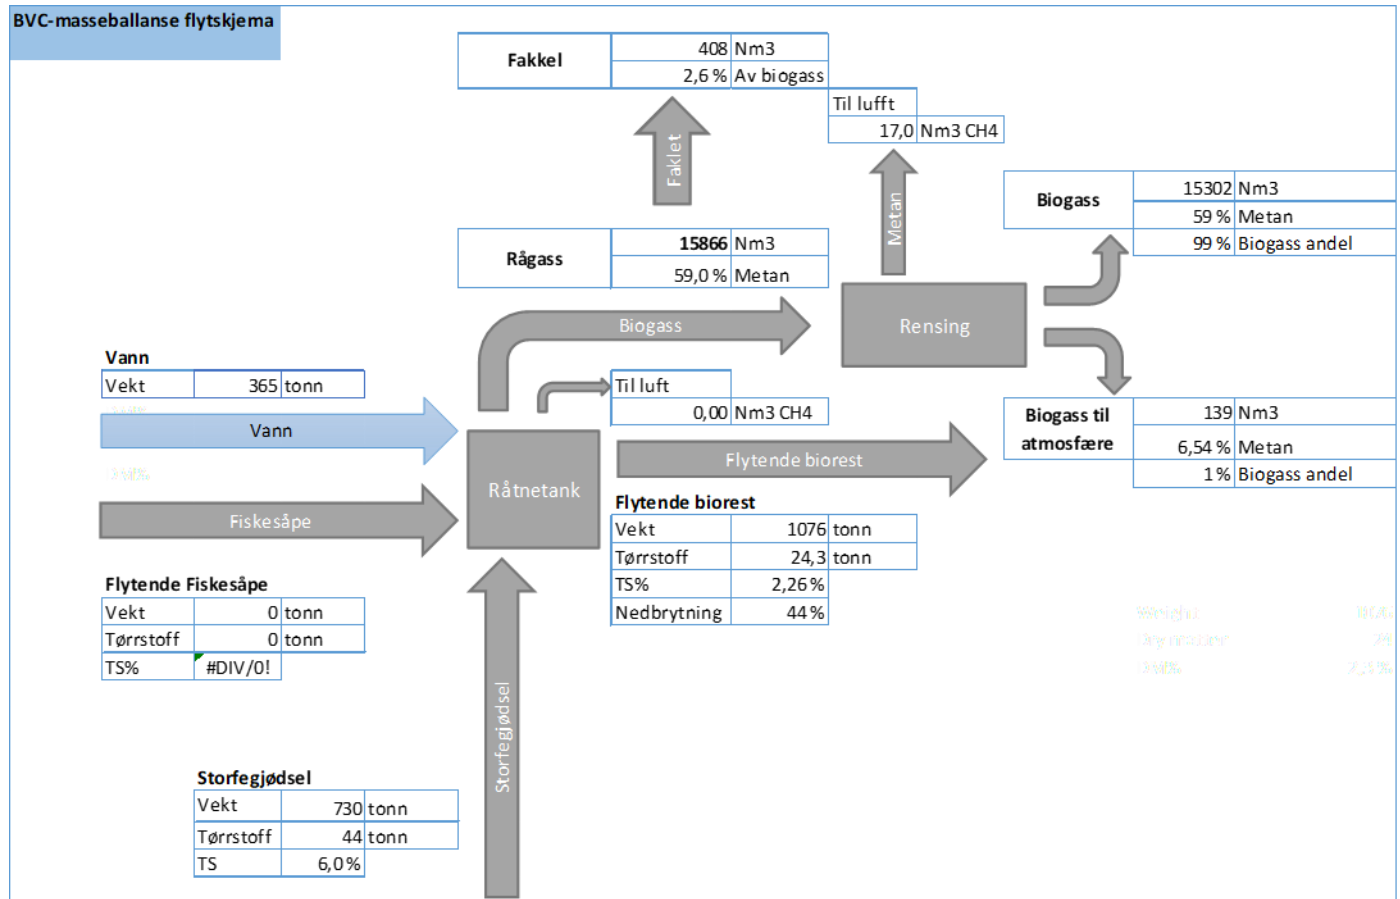 BVC-masseballanse flytskjema
Fakkel
408 Nm3
2,6 % Av biogass
Til lufft
17,0 Nm3 CH4
Faklet
Metan
Biogass
15302 Nm3
59 % Metan
99 % Biogass andel
Rågass
15866 Nm3
59,0 % Metan
Biogass
Rensing
Vann
Vekt 365 tonn
Vann
Til luft
0,00 Nm3 CH4
Biogass til
atmosfære
139 Nm3
6,54 % Metan
1 % Biogass andel
Flytende biorest
Råtnetank
Fiskesåpe
Flytende biorest
Vekt 1076 tonn
Tørrstoff 24,3 tonn
TS% 2,26 %
Nedbrytning 44 %
Flytende Fiskesåpe
Vekt 0 tonn
Tørrstoff 0 tonn
TS% #DIV/0!
Storfegjødsel
Storfegjødsel
Vekt 730 tonn
Tørrstoff 44 tonn
TS 6,0 %